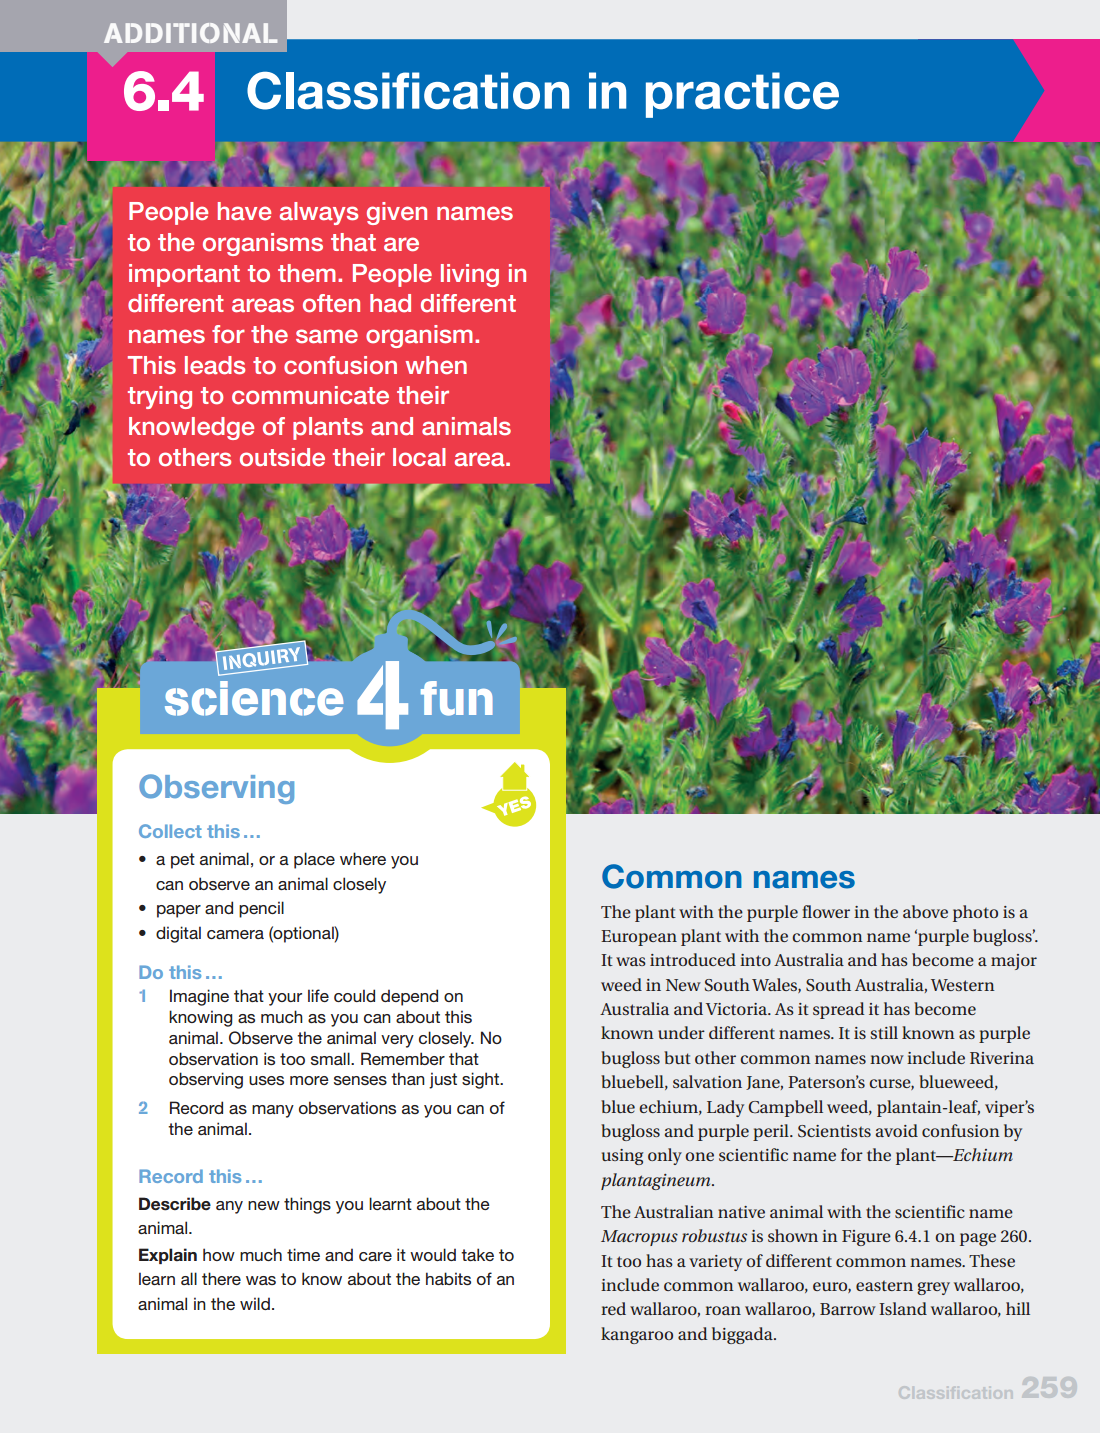 ADDITIONAL
6.4 Classification in practice
People have always given names
to the organisms that are
important to them. People living in
different areas often had different
names for the same organism.
This leads to confusion when
trying to communicate their
knowledge of plants and animals
to others outside their local area.
INQUIRY
science 4 fun
Observing
YES
Collect this...
• a pet animal, or a place where you
can observe an animal closely
• paper and pencil
• digital camera (optional)
Do this...
1 Imagine that your life could depend on
knowing as much as you can about this
animal. Observe the animal very closely. No
observation is too small. Remember that
observing uses more senses than just sight.
2 Record as many observations as you can of
the animal.
Record this...
Describe any new things you learnt about the
animal.
Explain how much time and care it would take to
learn all there was to know about the habits of an
animal in the wild.
Common names
The plant with the purple flower in the above photo is a
European plant with the common name ‘purple bugloss’.
It was introduced into Australia and has become a major
weed in New South Wales, South Australia, Western
Australia and Victoria. As it spread it has become
known under different names. It is still known as purple
bugloss but other common names now include Riverina
bluebell, salvation Jane, Paterson’s curse, blueweed,
blue echium, Lady Campbell weed, plantain-leaf, viper’s
bugloss and purple peril. Scientists avoid confusion by
using only one scientific name for the plant—Echium
plantagineum.
The Australian native animal with the scientific name
Macropus robustus is shown in Figure 6.4.1 on page 260.
It too has a variety of different common names. These
include common wallaroo, euro, eastern grey wallaroo,
red wallaroo, roan wallaroo, Barrow Island wallaroo, hill
kangaroo and biggada.
Classification 259